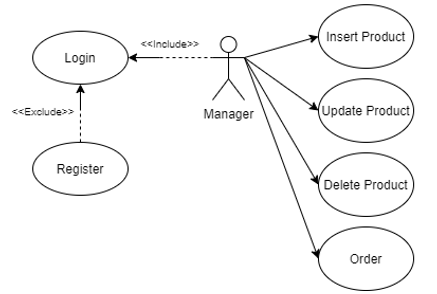 Insert Product
<<Include>>
Login
Update Product
<<Exclude>>
Manager
Register
Delete Product
Order